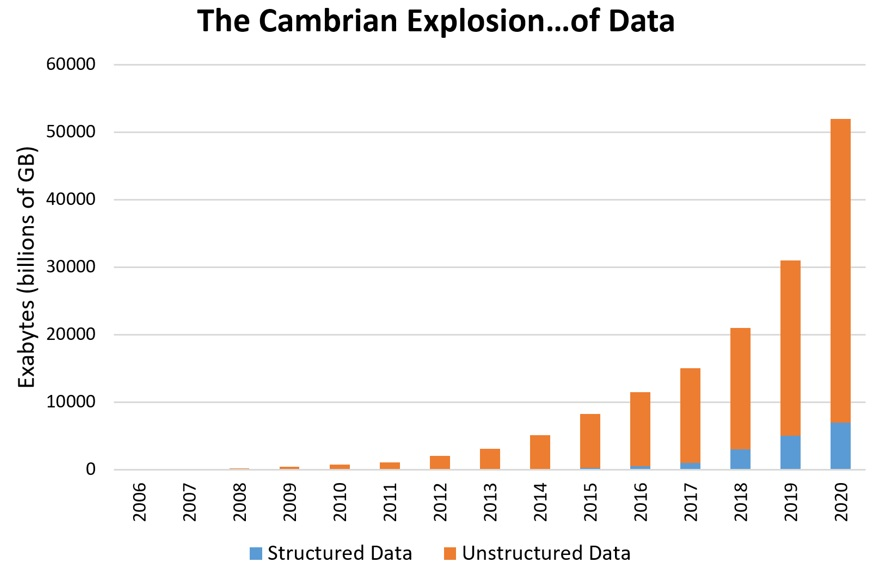 The Cambrian Explosion...of Data
Exabytes (billions of GB)
60000
50000
40000
30000
20000
10000
0
2006 2007 2008 2009 2010 2011 2012 2013 2014 2015 2016 2017 2018 2019 2020
Structured Data Unstructured Data